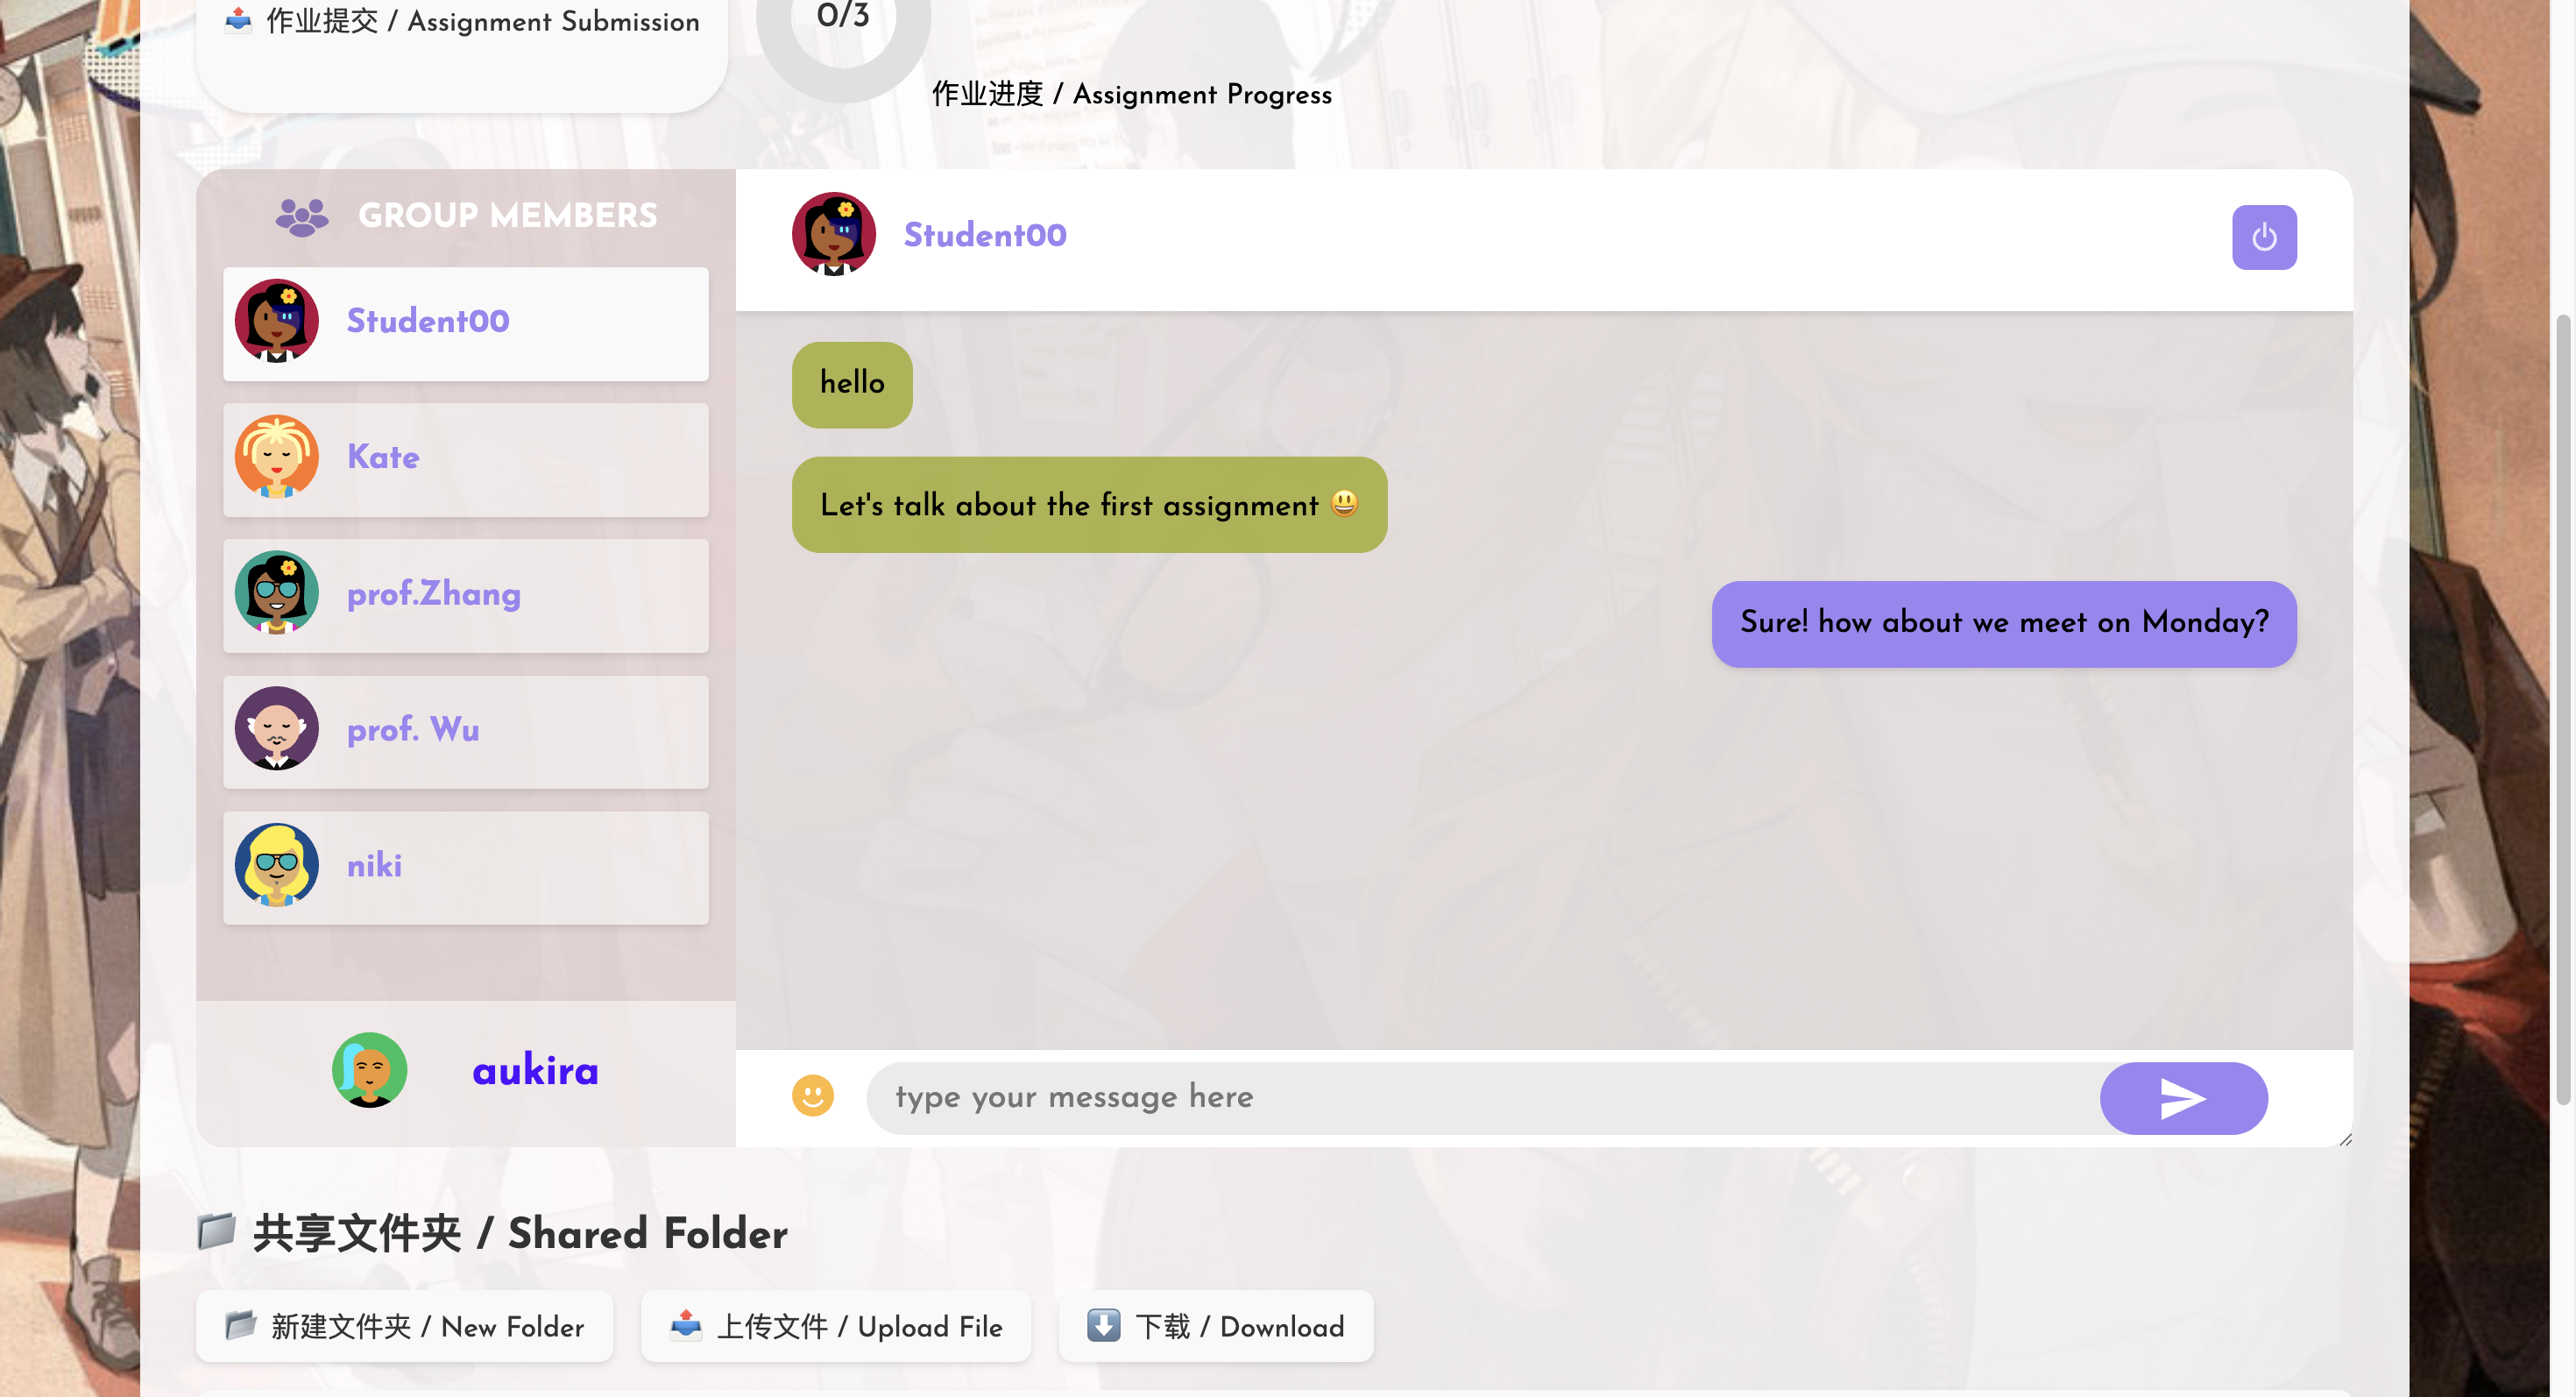 📤 作业提交 / Assignment Submission
0/3
作业进度 / Assignment Progress
GROUP MEMBERS
Student00
Kate
prof.Zhang
prof. Wu
niki
aukira
Student00
hello
Let's talk about the first assignment 😃
Sure! how about we meet on Monday?
type your message here
📁 共享文件夹 / Shared Folder
📂 新建文件夹 / New Folder
📤 上传文件 / Upload File
⬇️ 下载 / Download